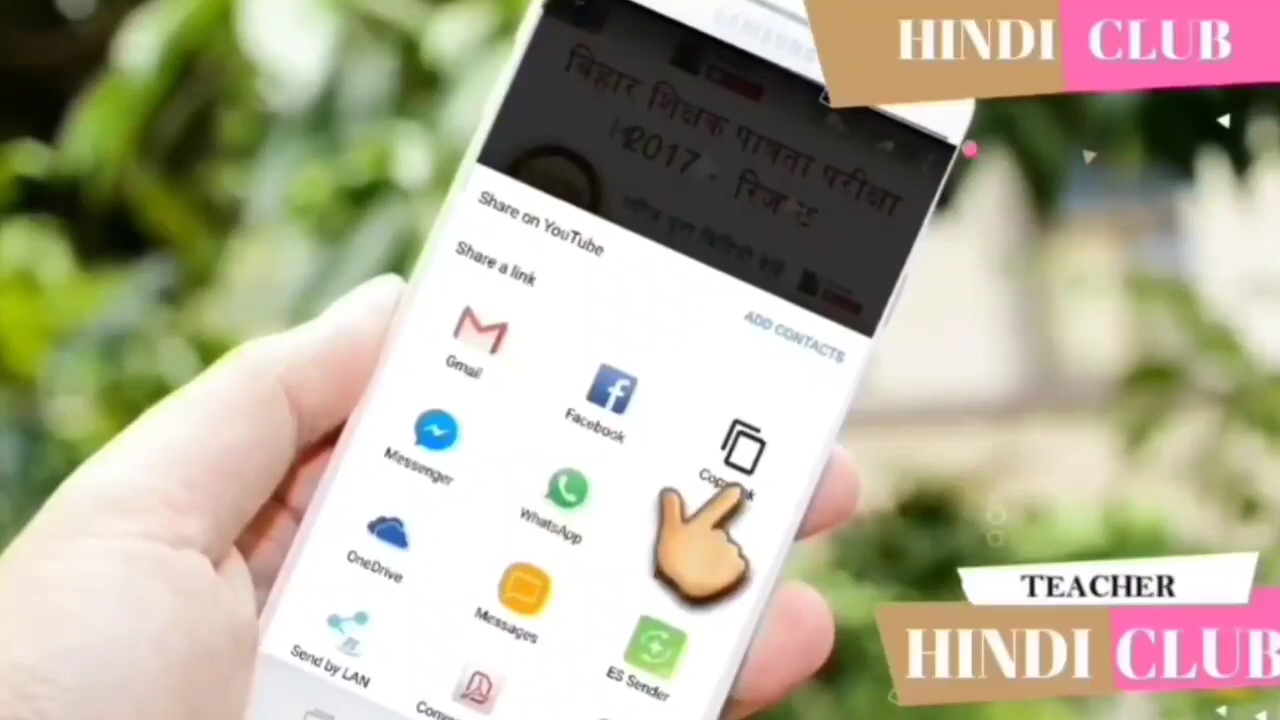 HINDI CLUB
बिहार शिक्षक पात्रता परीक्षा
2017 -
Share on YouTube
Share a link
ADD CONTACTS
Gmail
Facebook
Messenger
WhatsApp
OneDrive
Messages
ES Sender
Send by LAN
TEACHER
HINDI CLUB